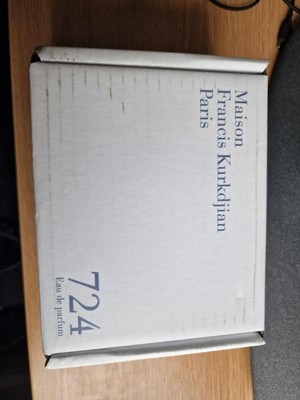 Maison
Francis Kurkdjian
Paris
724
Eau de parfum